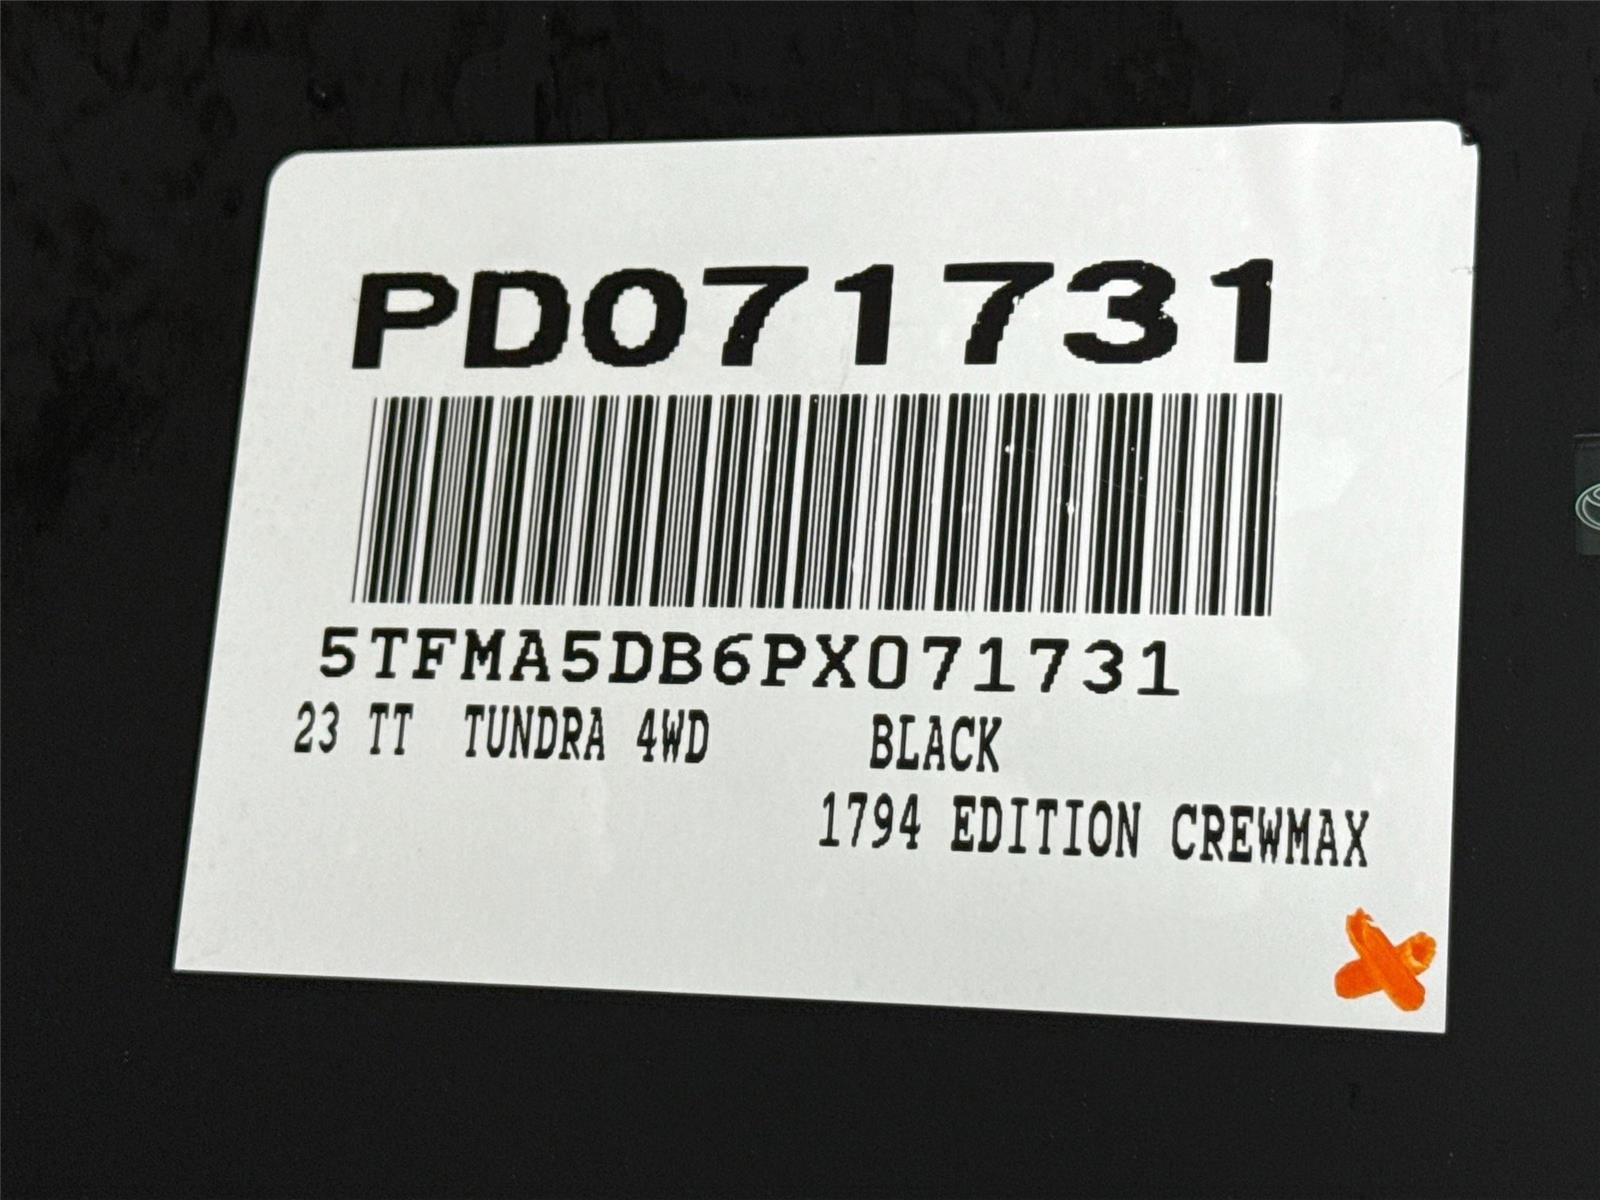 PD071731
5TFMA5DB6PX071731
23 TT TUNDRA 4WD BLACK
1794 EDITION CREWMAX